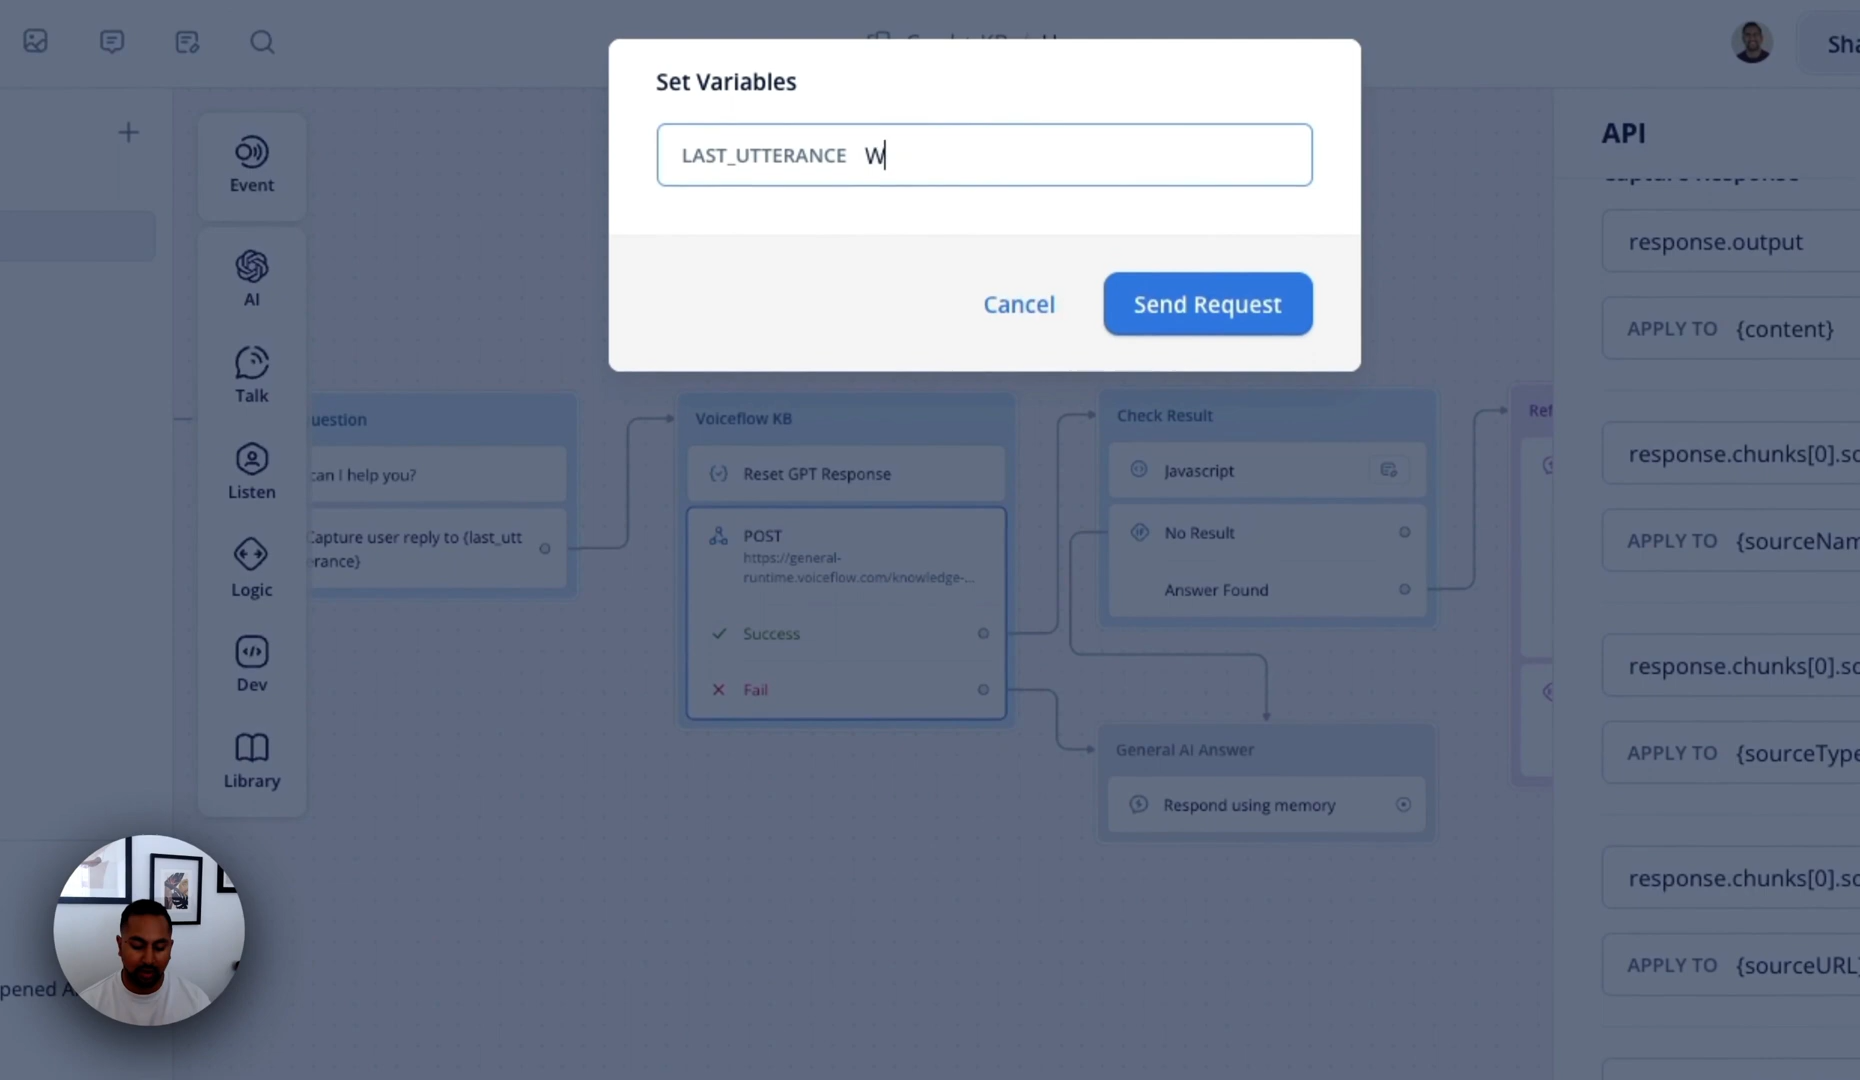 Set Variables
LAST_UTTERANCE W
Cancel
Send Request
Event
AI
Talk
Listen
Logic
Dev
Library
uestion
can I help you?
Capture user reply to {last_utt
erance}
Voiceflow KB
Reset GPT Response
POST
https://general-
runtime.voiceflow.com/knowledge-...
Success
Fail
Check Result
Javascript
No Result
Answer Found
General AI Answer
Respond using memory
Ref
Sha
API
response.output
APPLY TO {content}
response.chunks[0].so
APPLY TO {sourceNam
response.chunks[0].so
APPLY TO {sourceType
response.chunks[0].so
APPLY TO {sourceURL}
pened A